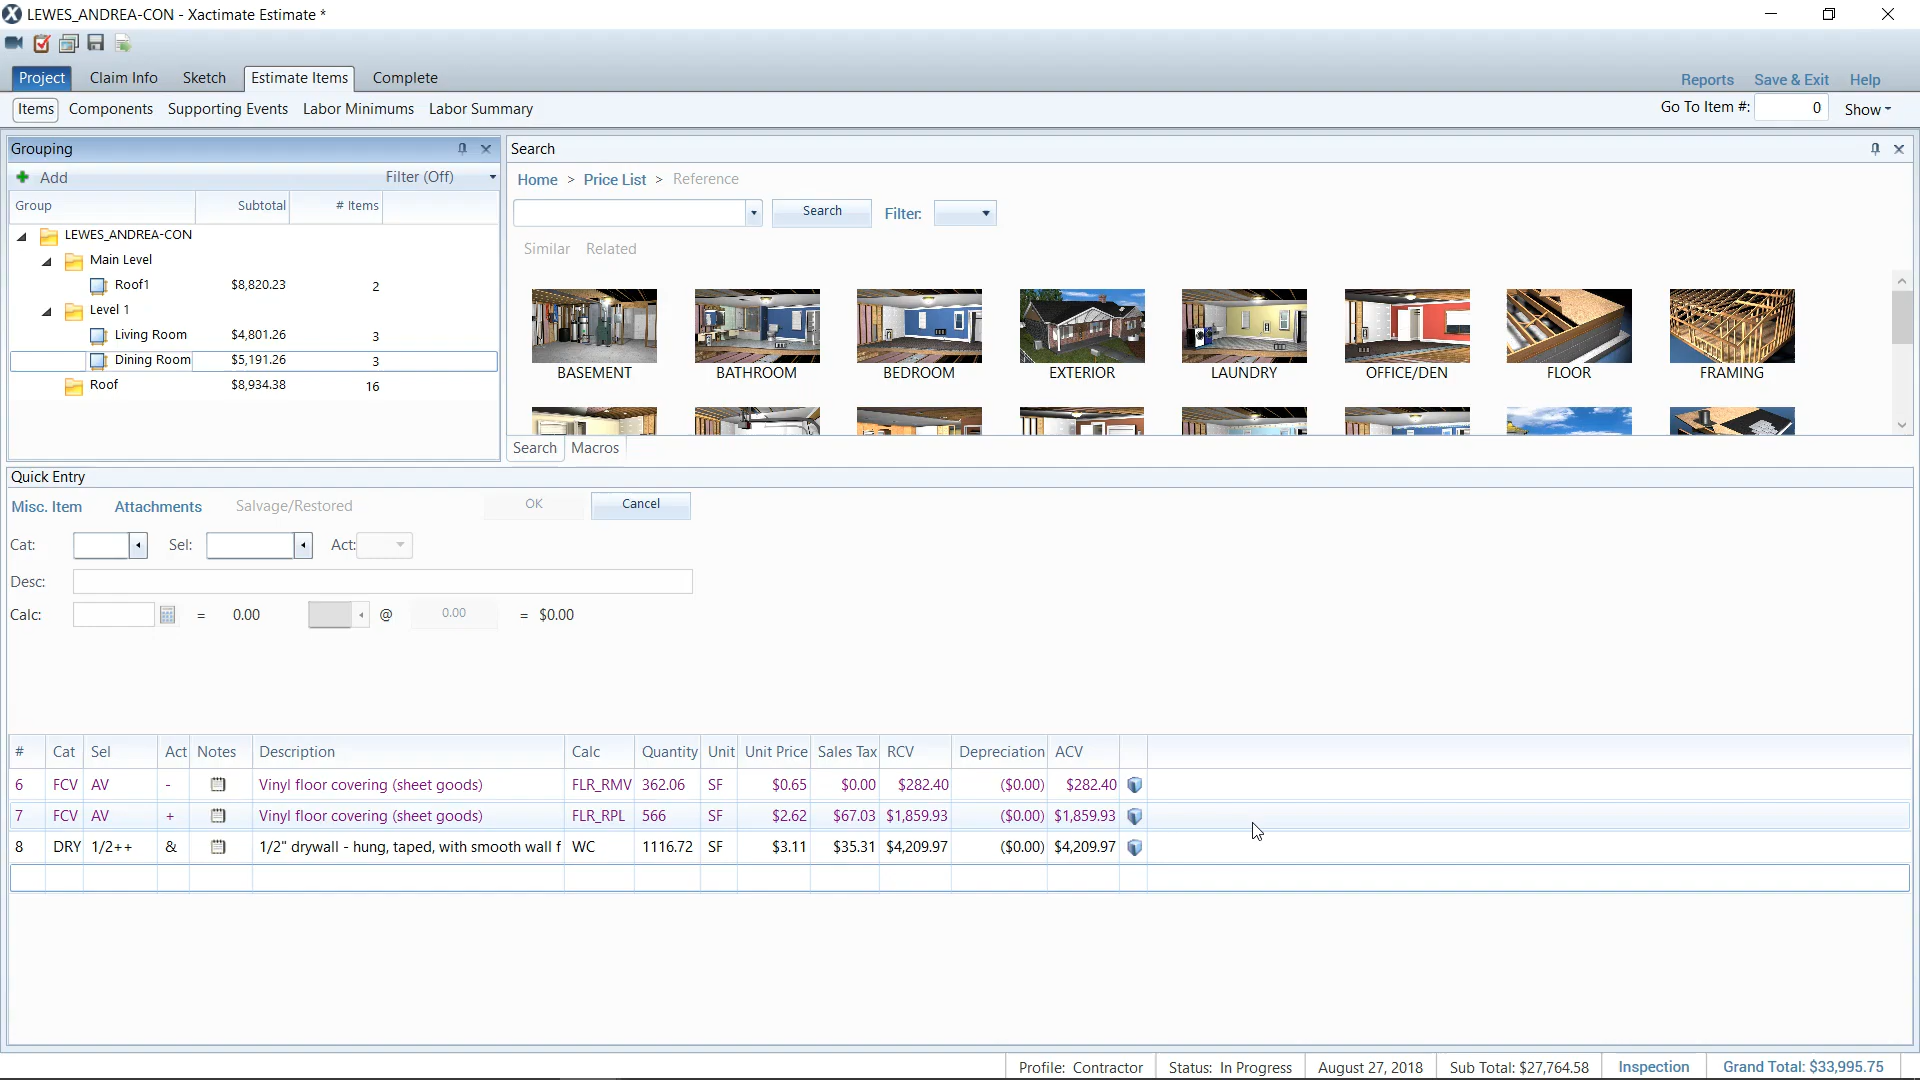 LEWES_ANDREA-CON - Xactimate Estimate *
Project Claim Info Sketch Estimate Items Complete
Reports Save & Exit Help
Items Components Supporting Events Labor Minimums Labor Summary
Go To Item #: 0 Show
Grouping
Add Filter (Off)
Group Subtotal # Items
LEWES_ANDREA-CON
Main Level
Roof1 $8,820.23 2
Level 1
Living Room $4,801.26 3
Dining Room $5,191.26 3
Roof $8,934.38 16
Search
Home > Price List > Reference
Search Filter:
Similar Related
BASEMENT BATHROOM BEDROOM EXTERIOR LAUNDRY OFFICE/DEN FLOOR FRAMING
Search Macros
Quick Entry
Misc. Item Attachments Salvage/Restored OK Cancel
Cat: Sel: Act:
Desc:
Calc: = 0.00 @ 0.00 = $0.00
# Cat Sel Act Notes Description Calc Quantity Unit Unit Price Sales Tax RCV Depreciation ACV
6 FCV AV - Vinyl floor covering (sheet goods) FLR_RMV 362.06 SF $0.65 $0.00 $282.40 ($0.00) $282.40
7 FCV AV + Vinyl floor covering (sheet goods) FLR_RPL 566 SF $2.62 $67.03 $1,859.93 ($0.00) $1,859.93
8 DRY 1/2++ & 1/2" drywall - hung, taped, with smooth wall f WC 1116.72 SF $3.11 $35.31 $4,209.97 ($0.00) $4,209.97
Profile: Contractor Status: In Progress August 27, 2018 Sub Total: $27,764.58 Inspection Grand Total: $33,995.75